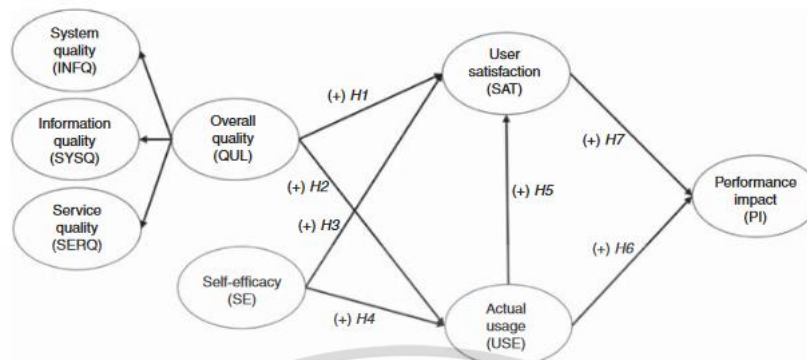 System
quality
(INFQ)
Information
quality
(SYSQ)
Service
quality
(SERQ)
Overall
quality
(QUL)
Self-efficacy
(SE)
(+) H1
(+) H2
(+) H3
(+) H4
User
satisfaction
(SAT)
(+) H5
Actual
usage
(USE)
(+) H7
(+) H6
Performance
impact
(PI)